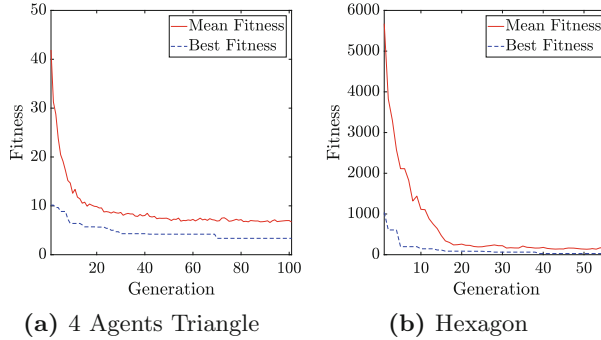 50
40
30
20
10
0
Fitness
20 40 60 80 100
Generation
Mean Fitness
Best Fitness
(a) 4 Agents Triangle
6000
5000
4000
3000
2000
1000
0
Fitness
10 20 30 40 50
Generation
Mean Fitness
Best Fitness
(b) Hexagon